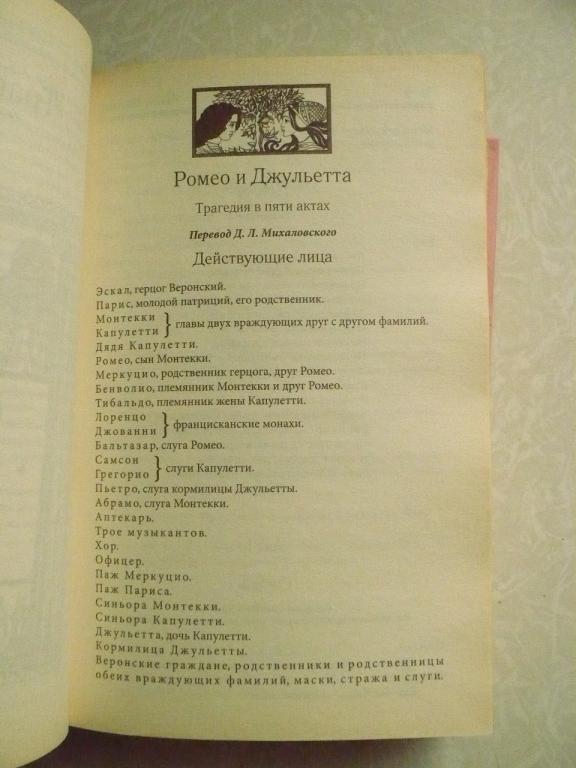 Ромео и Джульетта
Трагедия в пяти актах
Перевод Д. Л. Михаловского
Действующие лица
Эскал, герцог Веронский.
Парис, молодой патриций, его родственник.
Монтекки
Капулетти } главы двух враждующих друг с другом фамилий.
Дядя Капулетти.
Ромео, сын Монтекки.
Меркуцио, родственник герцога, друг Ромео.
Бенволио, племянник Монтекки и друг Ромео.
Тибальдо, племянник жены Капулетти.
Лоренцо
Джованни } францисканские монахи.
Бальтазар, слуга Ромео.
Самсон
Грегорио } слуги Капулетти.
Пьетро, слуга кормилицы Джульетты.
Абрамо, слуга Монтекки.
Аптекарь.
Трое музыкантов.
Хор.
Офицер.
Паж Меркуцио.
Паж Париса.
Синьора Монтекки.
Синьора Капулетти.
Джульетта, дочь Капулетти.
Кормилица Джульетты.
Веронские граждане, родственники и родственницы
обеих враждующих фамилий, маски, стража и слуги.